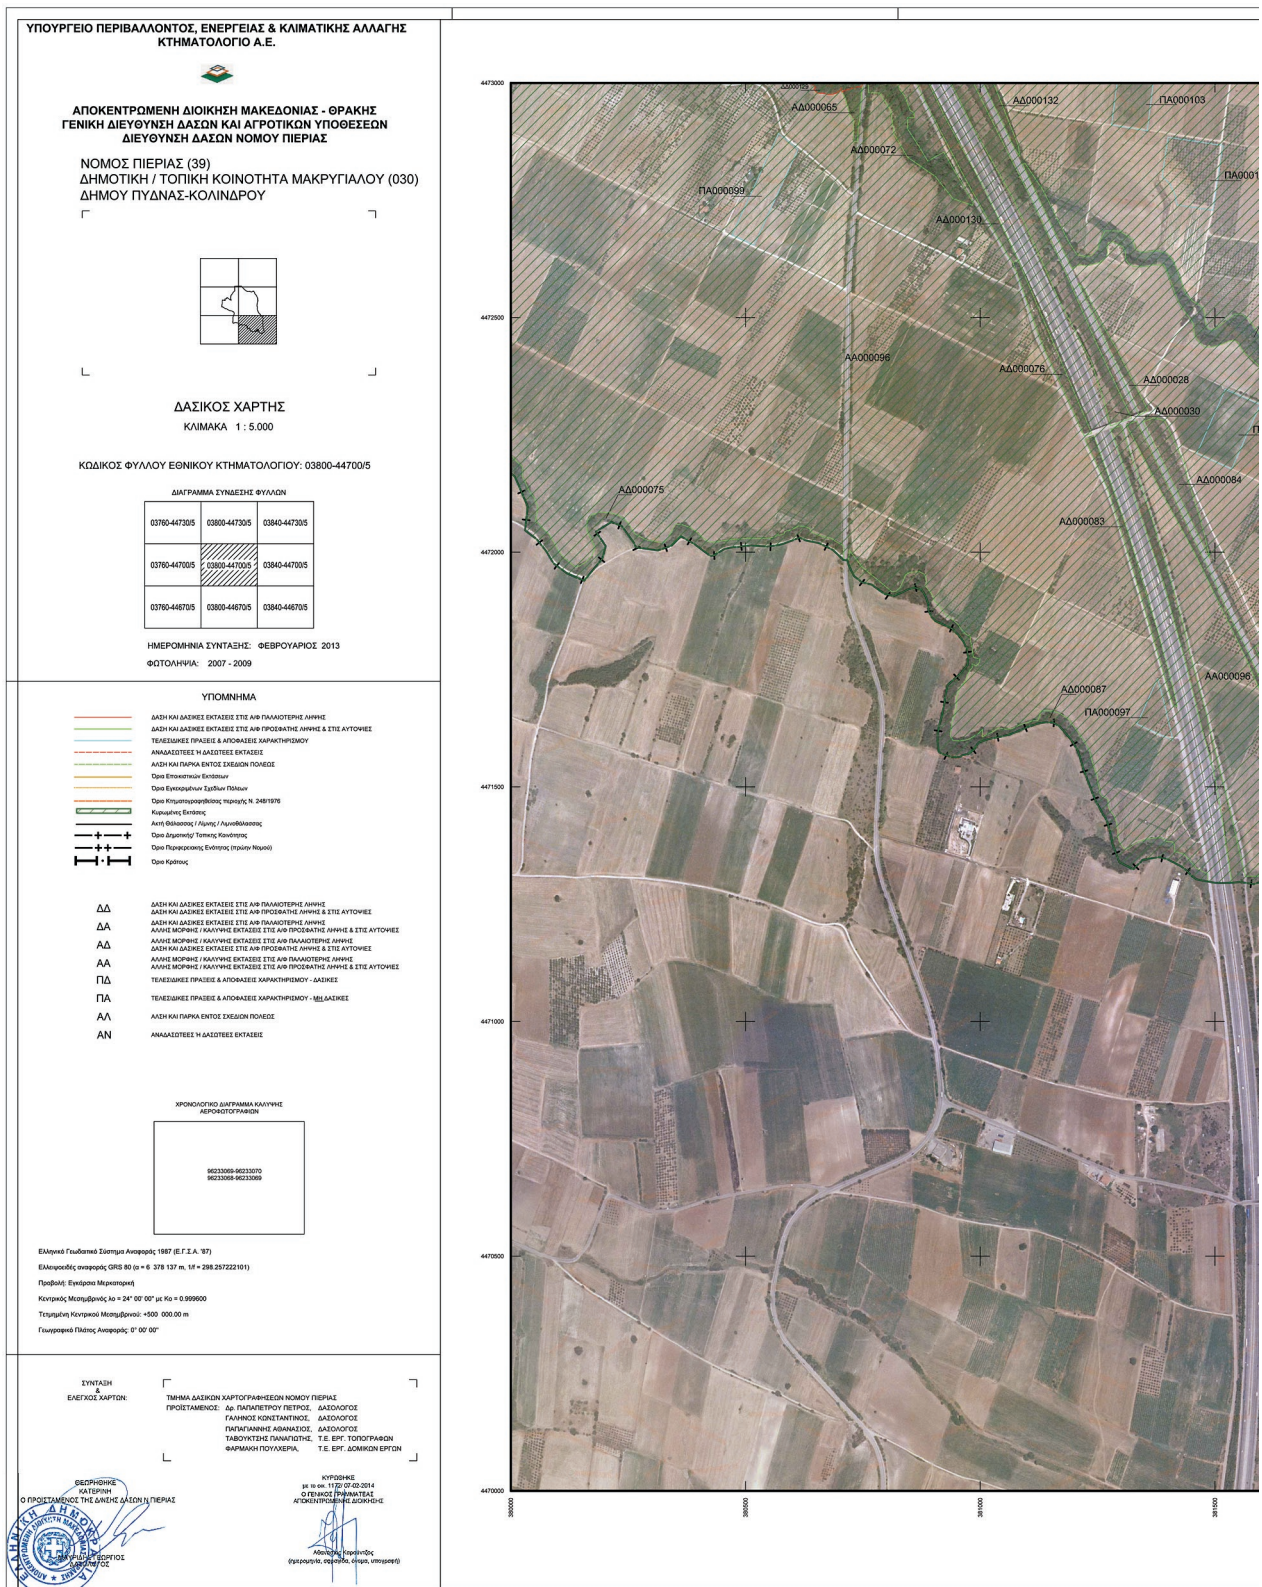 ΥΠΟΥΡΓΕΙΟ ΠΕΡΙΒΑΛΛΟΝΤΟΣ, ΕΝΕΡΓΕΙΑΣ & ΚΛΙΜΑΤΙΚΗΣ ΑΛΛΑΓΗΣ
ΚΤΗΜΑΤΟΛΟΓΙΟ Α.Ε.
ΑΠΟΚΕΝΤΡΩΜΕΝΗ ΔΙΟΙΚΗΣΗ ΜΑΚΕΔΟΝΙΑΣ - ΘΡΑΚΗΣ
ΓΕΝΙΚΗ ΔΙΕΥΘΥΝΣΗ ΔΑΣΩΝ ΚΑΙ ΑΓΡΟΤΙΚΩΝ ΥΠΟΘΕΣΕΩΝ
ΔΙΕΥΘΥΝΣΗ ΔΑΣΩΝ ΝΟΜΟΥ ΠΙΕΡΙΑΣ
ΝΟΜΟΣ ΠΙΕΡΙΑΣ (39)
ΔΗΜΟΤΙΚΗ / ΤΟΠΙΚΗ ΚΟΙΝΟΤΗΤΑ ΜΑΚΡΥΓΙΑΛΟΥ (030)
ΔΗΜΟΥ ΠΥΔΝΑΣ-ΚΟΛΙΝΔΡΟΥ
ΔΑΣΙΚΟΣ ΧΑΡΤΗΣ
ΚΛΙΜΑΚΑ 1 : 5.000
ΚΩΔΙΚΟΣ ΦΥΛΛΟΥ ΕΘΝΙΚΟΥ ΚΤΗΜΑΤΟΛΟΓΙΟΥ: 03800-44700/5
ΔΙΑΓΡΑΜΜΑ ΣΥΝΔΕΣΗΣ ΦΥΛΛΩΝ
03760-44730/5 03800-44730/5 03840-44730/5
03760-44700/5 03800-44700/5 03840-44700/5
03760-44670/5 03800-44670/5 03840-44670/5
ΗΜΕΡΟΜΗΝΙΑ ΣΥΝΤΑΞΗΣ: ΦΕΒΡΟΥΑΡΙΟΣ 2013
ΦΩΤΟΛΗΨΙΑ: 2007 - 2009
ΥΠΟΜΝΗΜΑ
ΔΑΣΗ ΚΑΙ ΔΑΣΙΚΕΣ ΕΚΤΑΣΕΙΣ ΣΤΙΣ Α/Φ ΠΑΛΑΙΟΤΕΡΗΣ ΛΗΨΗΣ
ΔΑΣΗ ΚΑΙ ΔΑΣΙΚΕΣ ΕΚΤΑΣΕΙΣ ΣΤΙΣ Α/Φ ΠΡΟΣΦΑΤΗΣ ΛΗΨΗΣ & ΣΤΙΣ ΑΥΤΟΨΙΕΣ
ΤΕΛΕΣΙΔΙΚΕΣ ΠΡΑΞΕΙΣ & ΑΠΟΦΑΣΕΙΣ ΧΑΡΑΚΤΗΡΙΣΜΟΥ
ΑΝΑΔΑΣΩΤΕΕΣ Ή ΔΑΣΩΤΕΕΣ ΕΚΤΑΣΕΙΣ
ΑΛΣΗ ΚΑΙ ΠΑΡΚΑ ΕΝΤΟΣ ΣΧΕΔΙΩΝ ΠΟΛΕΩΣ
Όρια Εποικιστικών Εκτάσεων
Όρια Εγκεκριμένων Σχεδίων Πόλεων
Όριο Κτηματογραφηθείσας περιοχής Ν. 248/1976
Κυρωμένες Εκτάσεις
Ακτή Θάλασσας / Λίμνης / Λιμνοθάλασσας
Όριο Δημοτικής/ Τοπικης Κοινότητας
Όριο Περιφερειακης Ενότητας (πρώην Νομού)
Όριο Κράτους
ΔΔ ΔΑΣΗ ΚΑΙ ΔΑΣΙΚΕΣ ΕΚΤΑΣΕΙΣ ΣΤΙΣ Α/Φ ΠΑΛΑΙΟΤΕΡΗΣ ΛΗΨΗΣ
ΔΑΣΗ ΚΑΙ ΔΑΣΙΚΕΣ ΕΚΤΑΣΕΙΣ ΣΤΙΣ Α/Φ ΠΡΟΣΦΑΤΗΣ ΛΗΨΗΣ & ΣΤΙΣ ΑΥΤΟΨΙΕΣ
ΔΑ ΔΑΣΗ ΚΑΙ ΔΑΣΙΚΕΣ ΕΚΤΑΣΕΙΣ ΣΤΙΣ Α/Φ ΠΑΛΑΙΟΤΕΡΗΣ ΛΗΨΗΣ
ΑΛΛΗΣ ΜΟΡΦΗΣ / ΚΑΛΥΨΗΣ ΕΚΤΑΣΕΙΣ ΣΤΙΣ Α/Φ ΠΡΟΣΦΑΤΗΣ ΛΗΨΗΣ & ΣΤΙΣ ΑΥΤΟΨΙΕΣ
ΑΔ ΑΛΛΗΣ ΜΟΡΦΗΣ / ΚΑΛΥΨΗΣ ΕΚΤΑΣΕΙΣ ΣΤΙΣ Α/Φ ΠΑΛΑΙΟΤΕΡΗΣ ΛΗΨΗΣ
ΔΑΣΗ ΚΑΙ ΔΑΣΙΚΕΣ ΕΚΤΑΣΕΙΣ ΣΤΙΣ Α/Φ ΠΡΟΣΦΑΤΗΣ ΛΗΨΗΣ & ΣΤΙΣ ΑΥΤΟΨΙΕΣ
ΑΑ ΑΛΛΗΣ ΜΟΡΦΗΣ / ΚΑΛΥΨΗΣ ΕΚΤΑΣΕΙΣ ΣΤΙΣ Α/Φ ΠΑΛΑΙΟΤΕΡΗΣ ΛΗΨΗΣ
ΑΛΛΗΣ ΜΟΡΦΗΣ / ΚΑΛΥΨΗΣ ΕΚΤΑΣΕΙΣ ΣΤΙΣ Α/Φ ΠΡΟΣΦΑΤΗΣ ΛΗΨΗΣ & ΣΤΙΣ ΑΥΤΟΨΙΕΣ
ΠΔ ΤΕΛΕΣΙΔΙΚΕΣ ΠΡΑΞΕΙΣ & ΑΠΟΦΑΣΕΙΣ ΧΑΡΑΚΤΗΡΙΣΜΟΥ - ΔΑΣΙΚΕΣ
ΠΑ ΤΕΛΕΣΙΔΙΚΕΣ ΠΡΑΞΕΙΣ & ΑΠΟΦΑΣΕΙΣ ΧΑΡΑΚΤΗΡΙΣΜΟΥ - ΜΗ ΔΑΣΙΚΕΣ
ΑΛ ΑΛΣΗ ΚΑΙ ΠΑΡΚΑ ΕΝΤΟΣ ΣΧΕΔΙΩΝ ΠΟΛΕΩΣ
ΑΝ ΑΝΑΔΑΣΩΤΕΕΣ Ή ΔΑΣΩΤΕΕΣ ΕΚΤΑΣΕΙΣ
ΧΡΟΝΟΛΟΓΙΚΟ ΔΙΑΓΡΑΜΜΑ ΚΑΛΥΨΗΣ
ΑΕΡΟΦΩΤΟΓΡΑΦΙΩΝ
96233069-96233070
96233068-96233069
Ελληνικό Γεωδαιτικό Σύστημα Αναφοράς 1987 (Ε.Γ.Σ.Α. '87)
Ελλειψοειδές αναφοράς GRS 80 (α = 6 378 137 m, 1/f = 298.257222101)
Προβολή: Εγκάρσια Μερκατορική
Κεντρικός Μεσημβρινός λο = 24° 00' 00" με Κο = 0.999600
Τετμημένη Κεντρικού Μεσημβρινού: +500 000.00 m
Γεωγραφικό Πλάτος Αναφοράς: 0° 00' 00"
ΣΥΝΤΑΞΗ
&
ΕΛΕΓΧΟΣ ΧΑΡΤΩΝ:
ΤΜΗΜΑ ΔΑΣΙΚΩΝ ΧΑΡΤΟΓΡΑΦΗΣΕΩΝ ΝΟΜΟΥ ΠΙΕΡΙΑΣ
ΠΡΟΪΣΤΑΜΕΝΟΣ: Δρ. ΠΑΠΑΠΕΤΡΟΥ ΠΕΤΡΟΣ, ΔΑΣΟΛΟΓΟΣ
ΓΑΛΗΝΟΣ ΚΩΝΣΤΑΝΤΙΝΟΣ, ΔΑΣΟΛΟΓΟΣ
ΠΑΠΑΓΙΑΝΝΗΣ ΑΘΑΝΑΣΙΟΣ, ΔΑΣΟΛΟΓΟΣ
ΤΑΒΟΥΚΤΣΗΣ ΠΑΝΑΓΙΩΤΗΣ, Τ.Ε. ΕΡΓ. ΤΟΠΟΓΡΑΦΩΝ
ΦΑΡΜΑΚΗ ΠΟΥΛΧΕΡΙΑ, Τ.Ε. ΕΡΓ. ΔΟΜΙΚΩΝ ΕΡΓΩΝ
ΘΕΩΡΗΘΗΚΕ
ΚΑΤΕΡΙΝΗ
Ο ΠΡΟΪΣΤΑΜΕΝΟΣ ΤΗΣ Δ/ΝΣΗΣ ΔΑΣΩΝ Ν.ΠΙΕΡΙΑΣ
ΓΕΩΡΓΙΟΣ
ΚΥΡΩΘΗΚΕ
με το οικ. 1172/ 07-02-2014
Ο ΓΕΝΙΚΟΣ ΓΡΑΜΜΑΤΕΑΣ
ΑΠΟΚΕΝΤΡΩΜΕΝΗΣ ΔΙΟΙΚΗΣΗΣ
(ημερομηνία, σφραγίδα, όνομα, υπογραφή)
ΕΛΛΗΝΙΚΗ ΔΗΜΟΚΡΑΤΙΑ
4473000
4472500
4472000
4471500
4471000
4470500
4470000
380000
380500
381000
381500
ΑΔ000065
ΑΔ000132
ΠΑ000103
ΑΔ000072
ΠΑ000099
ΠΑ0001
ΑΔ000130
ΑΑ000096
ΑΔ000076
ΑΔ000028
ΑΔ000030
ΑΔ000075
ΑΔ000084
ΑΔ000083
ΑΑ000096
ΑΔ000087
ΠΑ000097